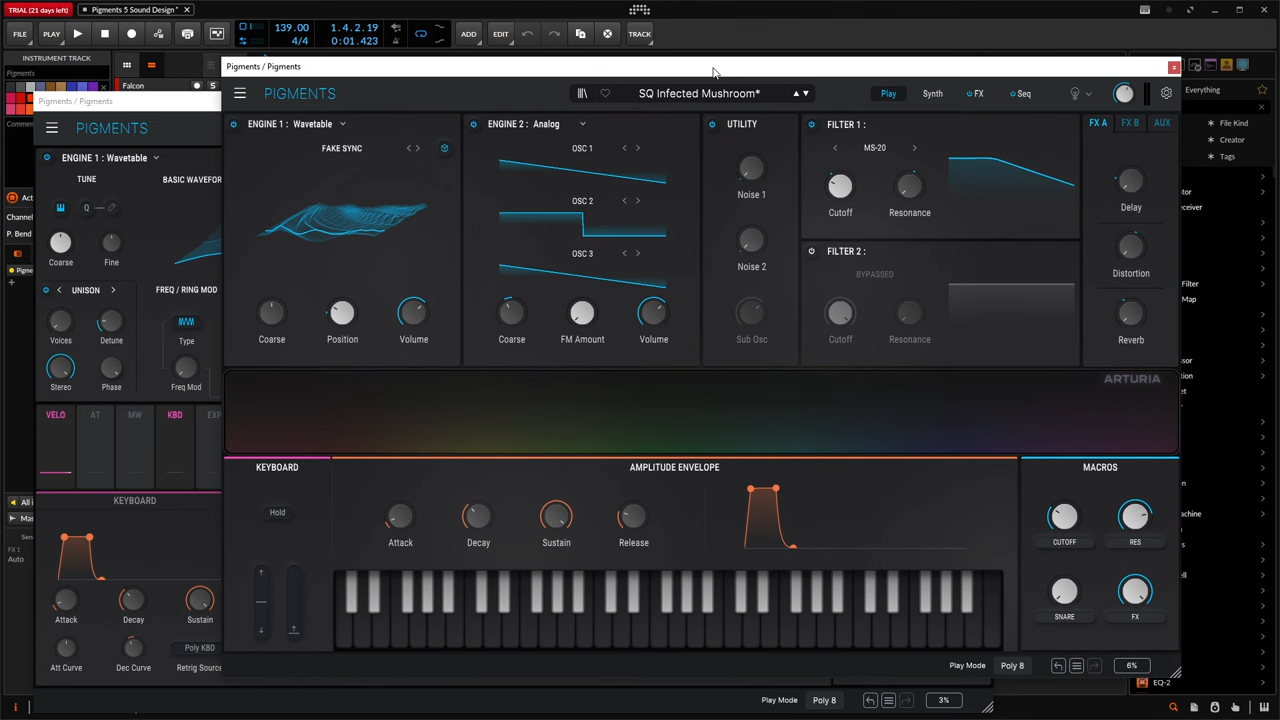 TRIAL (21 days left)
Pigments 5 Sound Design*
FILE
PLAY
139.00
4/4
1.4.2.19
0:01.423
ADD
EDIT
TRACK
INSTRUMENT TRACK
Pigments
Falcon
Everything
File Kind
Creator
Tags
Pigments / Pigments
PIGMENTS
SQ Infected Mushroom*
Play
Synth
FX
Seq
ENGINE 1 : Wavetable
FAKE SYNC
Coarse
Position
Volume
ENGINE 2 : Analog
OSC 1
OSC 2
OSC 3
Coarse
FM Amount
Volume
UTILITY
Noise 1
Noise 2
Sub Osc
FILTER 1 :
MS-20
Cutoff
Resonance
FILTER 2 :
BYPASSED
Cutoff
Resonance
FX A
FX B
AUX
Delay
Distortion
Reverb
ARTURIA
KEYBOARD
Hold
AMPLITUDE ENVELOPE
Attack
Decay
Sustain
Release
MACROS
CUTOFF
RES
SNARE
FX
Play Mode
Poly 8
6%
Pigments / Pigments
PIGMENTS
ENGINE 1 : Wavetable
TUNE
Q
Coarse
Fine
UNISON
Voices
Detune
Stereo
Phase
FREQ / RING MOD
Type
Freq Mod
VELO
AT
MW
KBD
KEYBOARD
Attack
Decay
Sustain
Att Curve
Dec Curve
Poly KBD
Play Mode
Poly 8
3%
P. Bend
FX 1
Auto
Filter
EQ-2